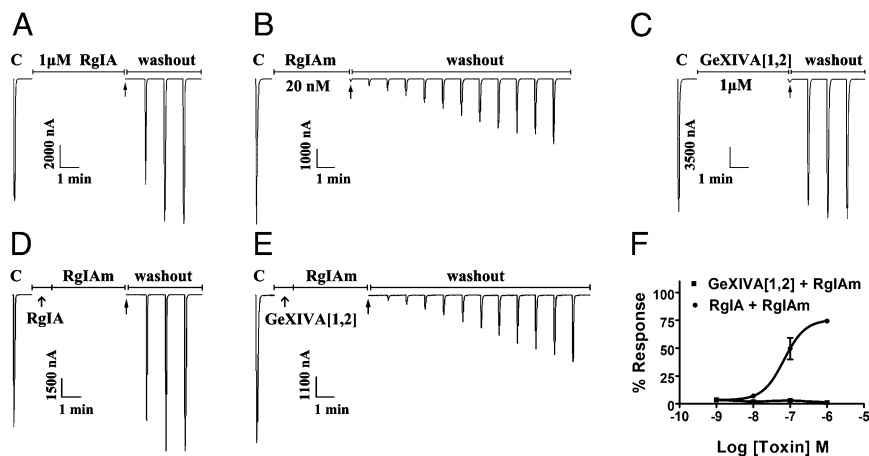 A
C 1µM RgIA washout
2000 nA
1 min
B
C RgIAm washout
20 nM
1000 nA
1 min
C
C GeXIVA[1,2] washout
1µM
3500 nA
1 min
D
C RgIAm washout
RgIA
1500 nA
1 min
E
C RgIAm washout
GeXIVA[1,2]
1100 nA
1 min
F
GeXIVA[1,2] + RgIAm
RgIA + RgIAm
% Response
100
75
50
25
0
-10 -9 -8 -7 -6 -5
Log [Toxin] M